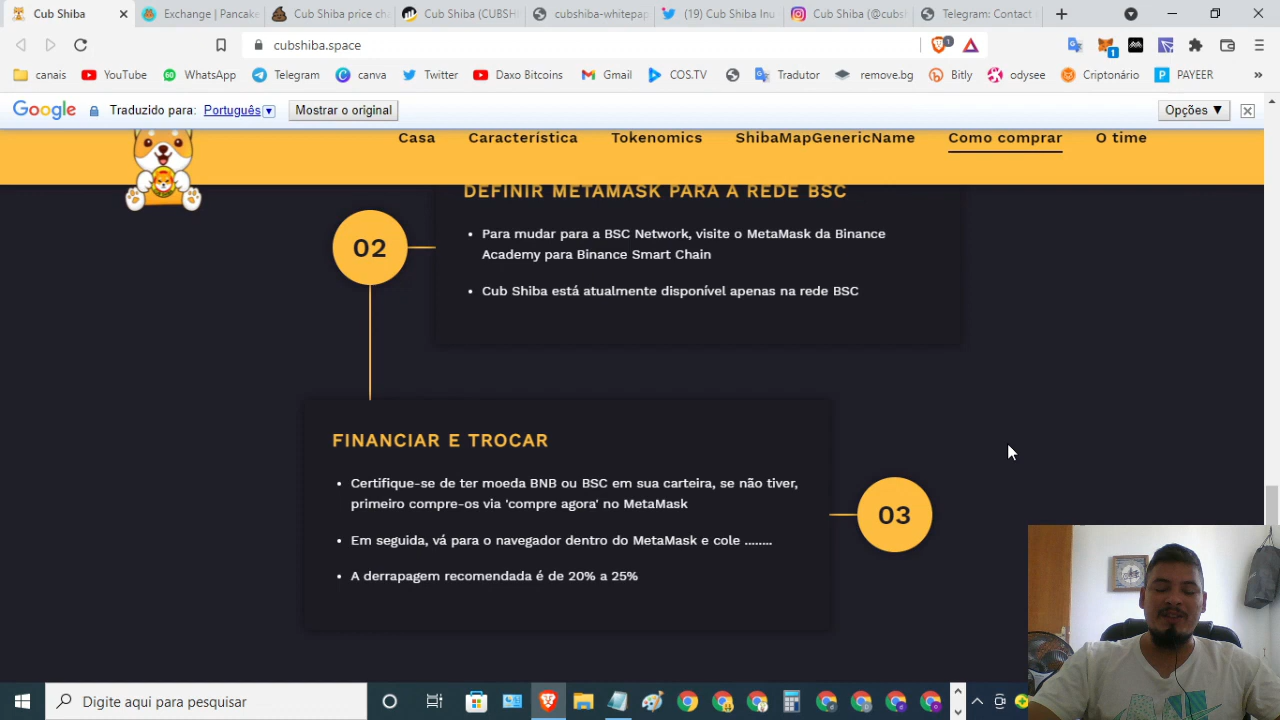 Cub Shiba
Exchange | Pancake
Cub Shiba price ch
Cub Shiba (CUBSH
cubshiba-whitepap
(19) Cub Shiba Inu
Cub Shiba (@cubsh
Telegram: Contact
cubshiba.space
1
1
canais
YouTube
WhatsApp
Telegram
canva
Twitter
Daxo Bitcoins
Gmail
COS.TV
Tradutor
remove.bg
Bitly
odysee
Criptonário
PAYEER
»
Google
Traduzido para: Português
Mostrar o original
Opções ▼
Casa
Característica
Tokenomics
ShibaMapGenericName
Como comprar
O time
DEFINIR METAMASK PARA A REDE BSC
02
• Para mudar para a BSC Network, visite o MetaMask da Binance
Academy para Binance Smart Chain
• Cub Shiba está atualmente disponível apenas na rede BSC
FINANCIAR E TROCAR
• Certifique-se de ter moeda BNB ou BSC em sua carteira, se não tiver,
primeiro compre-os via 'compre agora' no MetaMask
03
• Em seguida, vá para o navegador dentro do MetaMask e cole ........
• A derrapagem recomendada é de 20% a 25%
Digite aqui para pesquisar